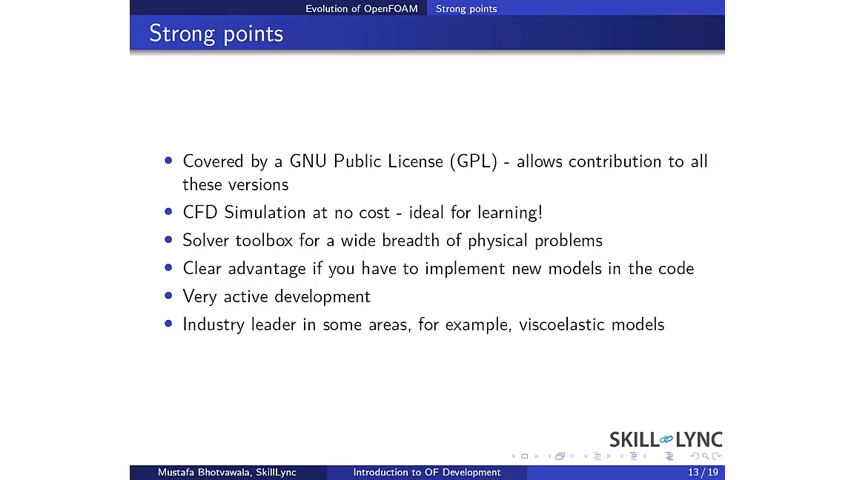 Evolution of OpenFOAM Strong points
Strong points
• Covered by a GNU Public License (GPL) - allows contribution to all
these versions
• CFD Simulation at no cost - ideal for learning!
• Solver toolbox for a wide breadth of physical problems
• Clear advantage if you have to implement new models in the code
• Very active development
• Industry leader in some areas, for example, viscoelastic models
SKILL LYNC
Mustafa Bhotvawala, SkillLync Introduction to OF Development 13 / 19